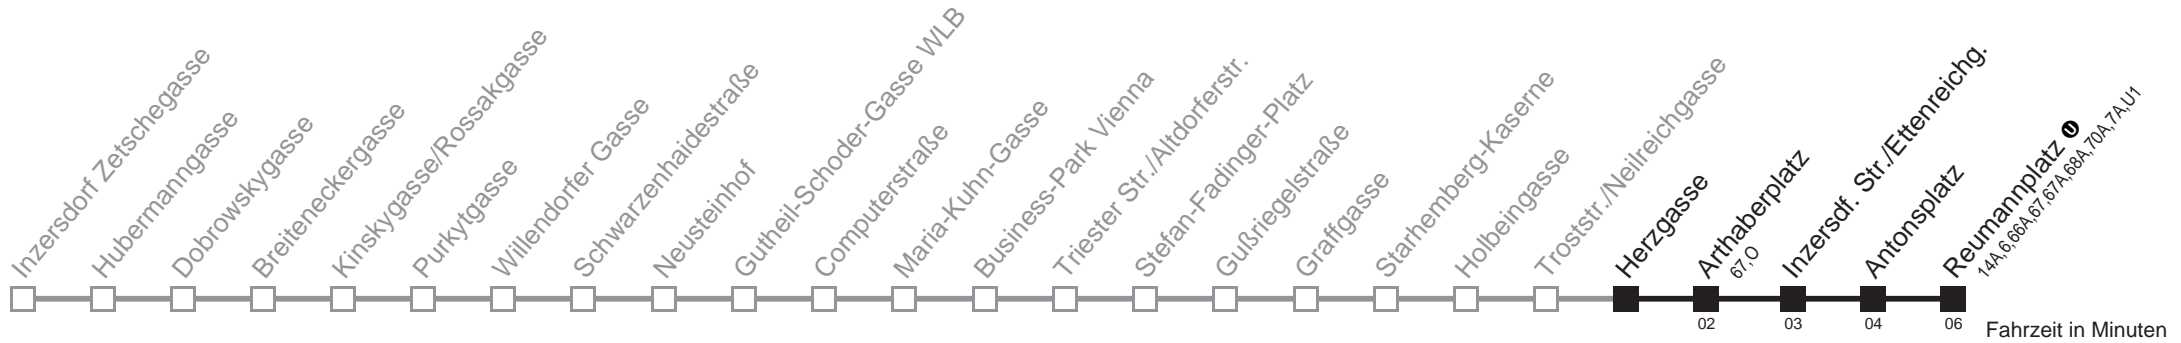 Inzersdorf Zetschegasse
Hubermanngasse
Dobrowskygasse
Breiteneckergasse
Kinskygasse/Rossakgasse
Purkytgasse
Willendorfer Gasse
Schwarzenhaidestraße
Neusteinhof
Gutheil-Schoder-Gasse WLB
Computerstraße
Maria-Kuhn-Gasse
Business-Park Vienna
Triester Str./Altdorferstr.
Stefan-Fadinger-Platz
Gußriegelstraße
Graffgasse
Starhemberg-Kaserne
Holbeingasse
Troststr./Neilreichgasse
Herzgasse
Arthaberplatz
67,O
Inzersdf. Str./Ettenreichg.
Antonsplatz
Reumannplatz U
14A,6,66A,67,67A,68A,70A,7A,U1
02
03
04
06
Fahrzeit in Minuten